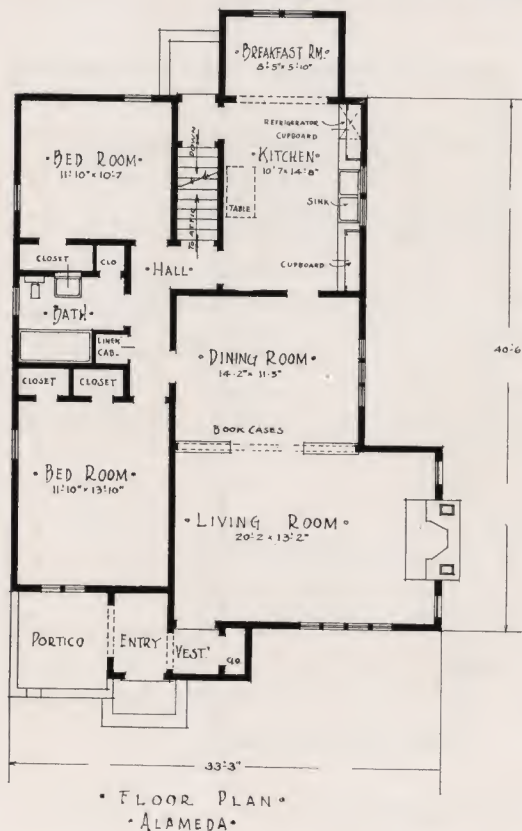 • BREAKFAST RM. •
8'-5" x 5'-10"
REFRIGERATOR
CUPBOARD
• BED ROOM •
11'-10" x 10'-7
DOWN
• KITCHEN •
10'-7 x 14'-8"
TABLE
SINK
TO ATTIC
CLOSET
CLO
• HALL •
CUPBOARD
• BATH •
LINEN
CAB.
• DINING ROOM •
14'-2" x 11'-5"
40'-6
CLOSET
CLOSET
BOOK CASES
• BED ROOM •
11'-10" x 13'-10"
• LIVING ROOM •
20'-2 x 13'-2"
PORTICO
ENTRY
VEST.
CLO.
33'-3"
• FLOOR PLAN •
• ALAMEDA •